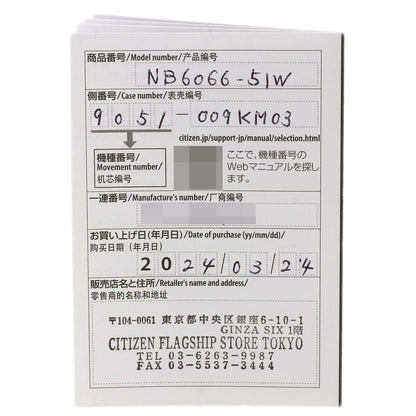 商品番号/Model number/产品编号
NB6066-51W
側番号/Case number/表壳编号
9051-009KM03
citizen.jp/support-jp/manual/selection.html
機種番号/
Movement number/
机芯编号
ここで、機種番号の
Webマニュアルを探し
ます。
一連番号/Manufacture's number/厂商编号
お買い上げ日(年月日)/Date of purchase (yy/mm/dd)/
购买日期（年月日）
2024/03/24
販売店名と住所/Retailer's name and address/
零售商的名称和地址
〒104-0061 東京都中央区銀座6-10-1
GINZA SIX 1階
CITIZEN FLAGSHIP STORE TOKYO
TEL 03-6263-9987
FAX 03-5537-3444